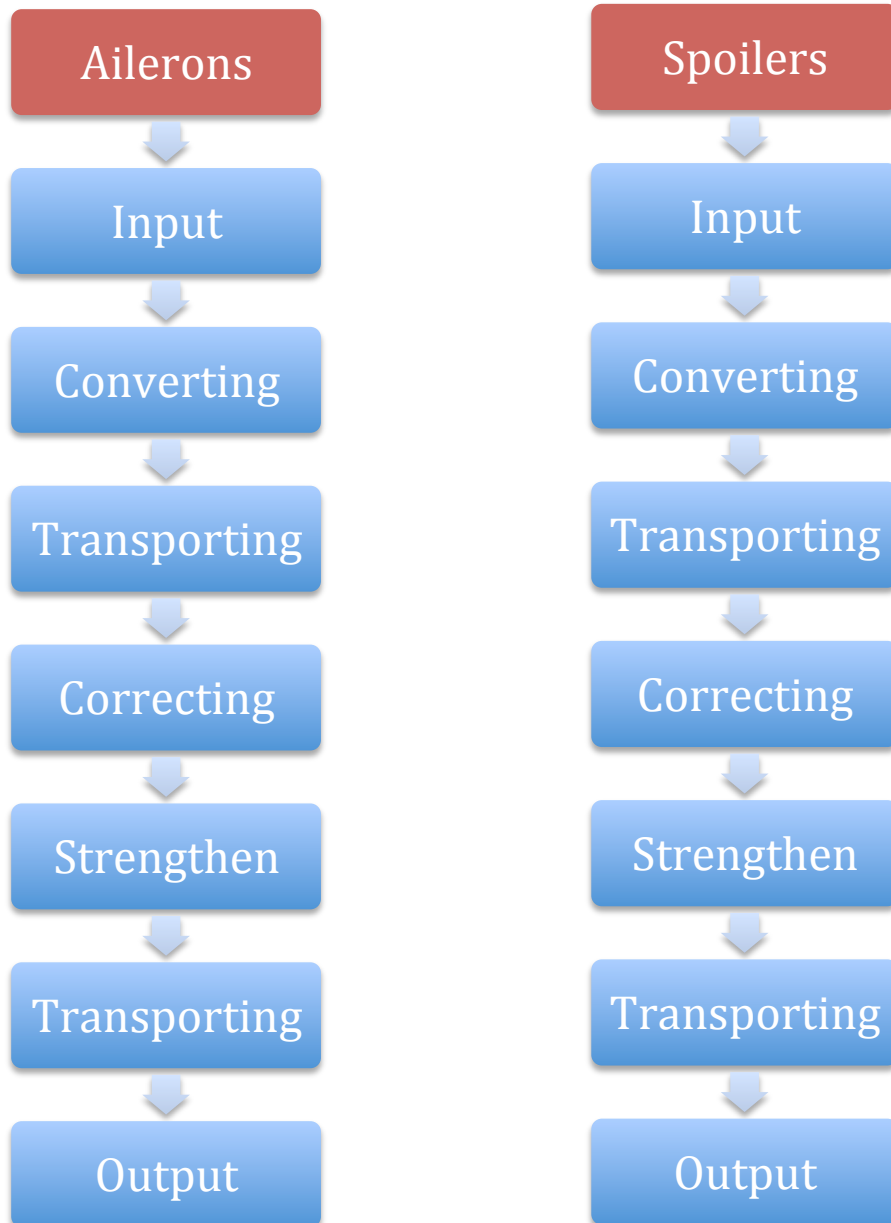 Ailerons
Input
Converting
Transporting
Correcting
Strengthen
Transporting
Output
Spoilers
Input
Converting
Transporting
Correcting
Strengthen
Transporting
Output